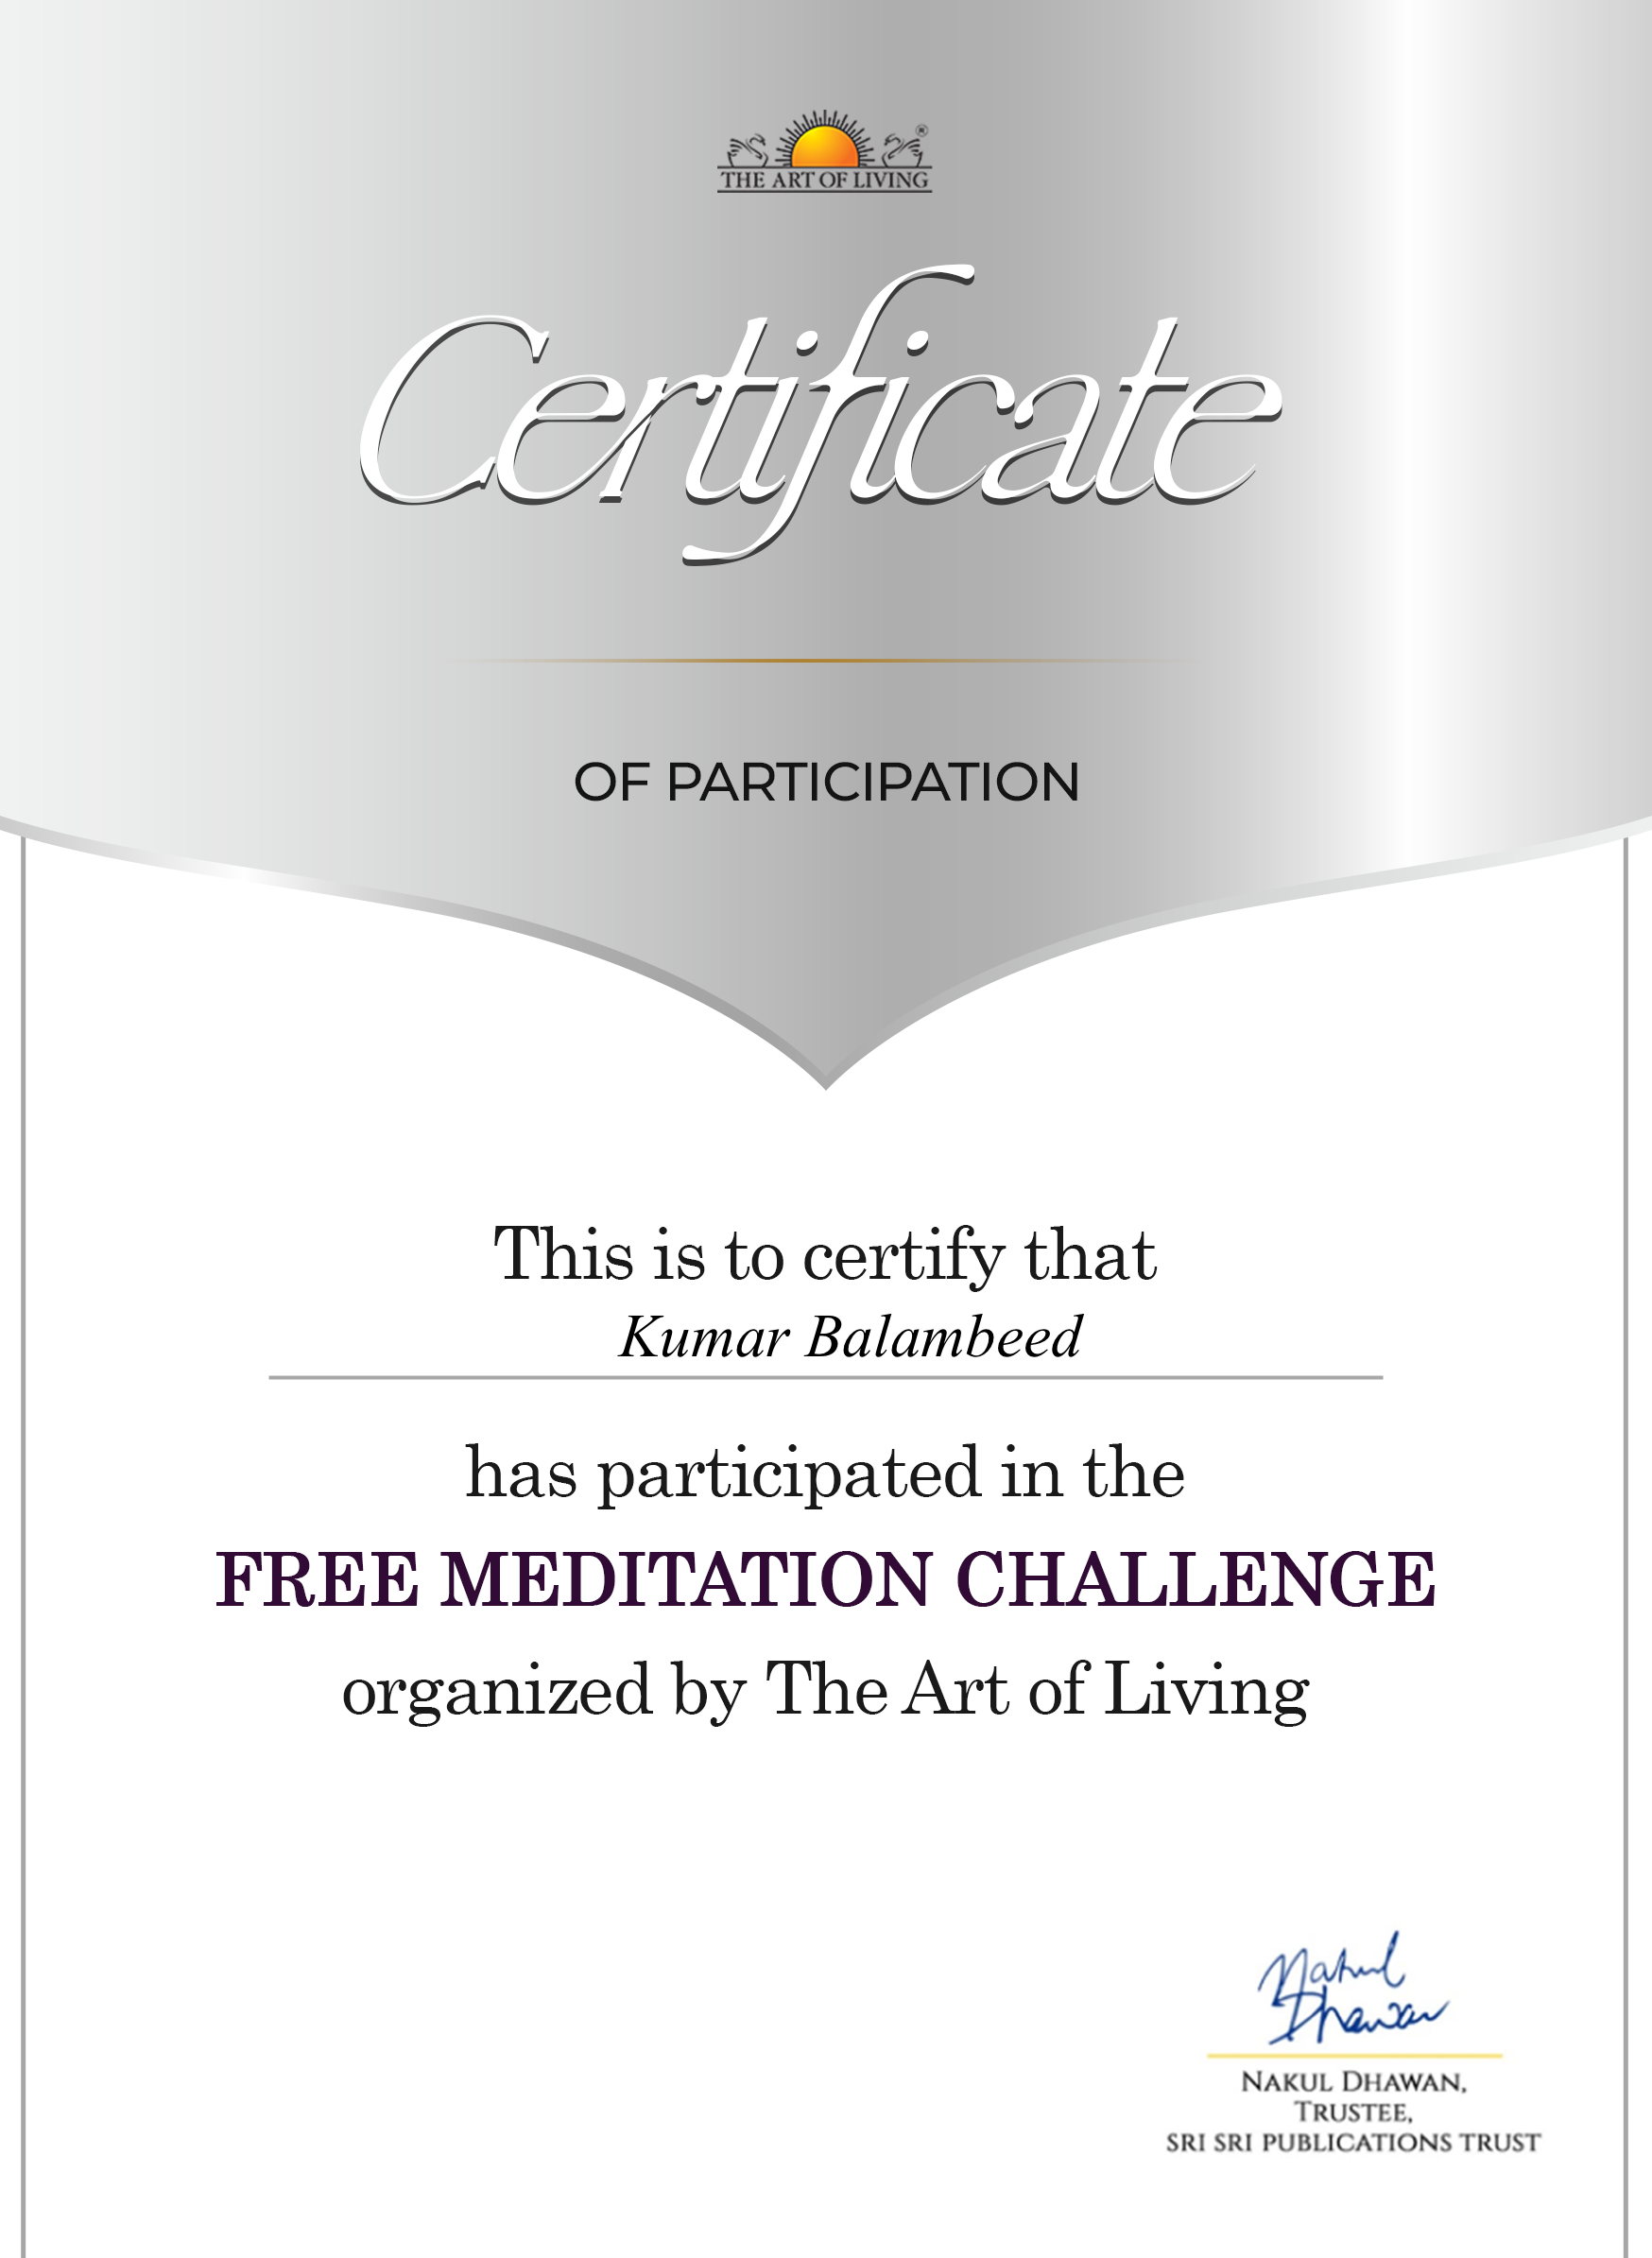 THE ART OF LIVING
®
Certificate
OF PARTICIPATION
This is to certify that
Kumar Balambeed
has participated in the
FREE MEDITATION CHALLENGE
organized by The Art of Living
Nakul
Dhawan
NAKUL DHAWAN,
TRUSTEE,
SRI SRI PUBLICATIONS TRUST